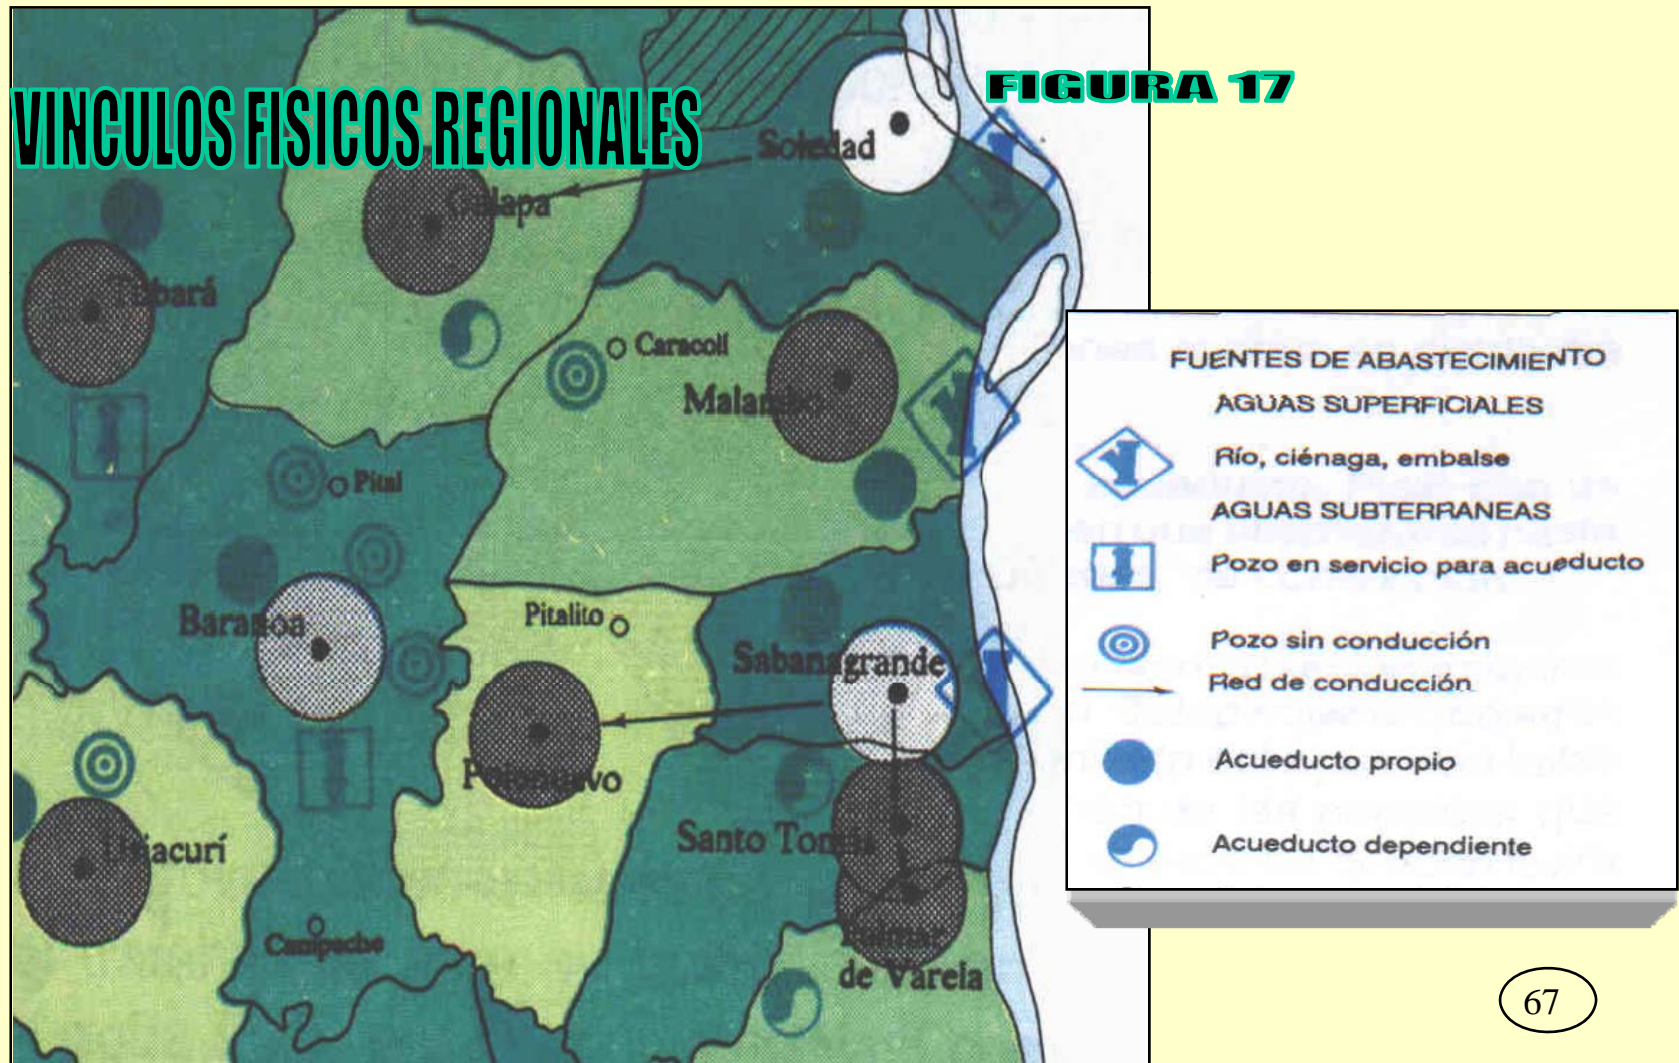 VINCULOS FISICOS REGIONALES
FIGURA 17
Soledad
Galapa
Tubará
Caracolí
Malambo
Pital
Baranoa
Pitalito
Sabanagrande
Polonuevo
Santo Tomás
Usiacurí
Campeche
Palmar
de Varela
FUENTES DE ABASTECIMIENTO
AGUAS SUPERFICIALES
Río, ciénaga, embalse
AGUAS SUBTERRANEAS
Pozo en servicio para acueducto
Pozo sin conducción
Red de conducción
Acueducto propio
Acueducto dependiente
67